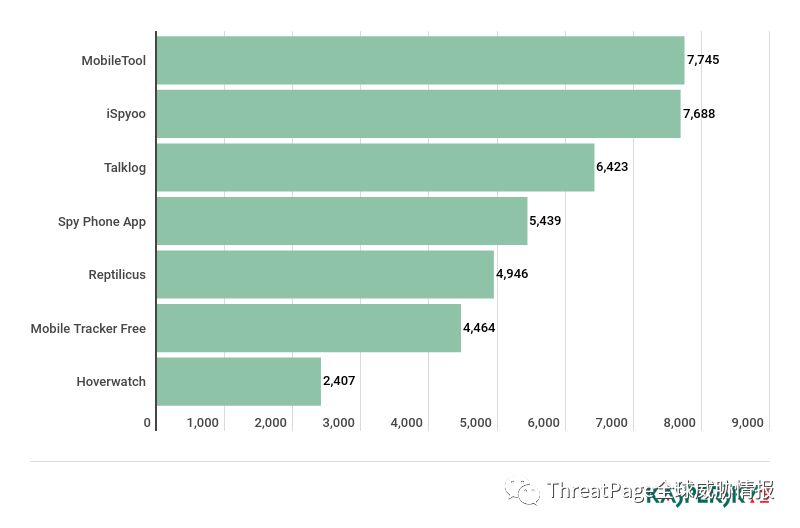 MobileTool 7,745
iSpyoo 7,688
Talklog 6,423
Spy Phone App 5,439
Reptilicus 4,946
Mobile Tracker Free 4,464
Hoverwatch 2,407
0 1,000 2,000 3,000 4,000 5,000 6,000 7,000 8,000 9,000
ThreatPage全球威胁情报